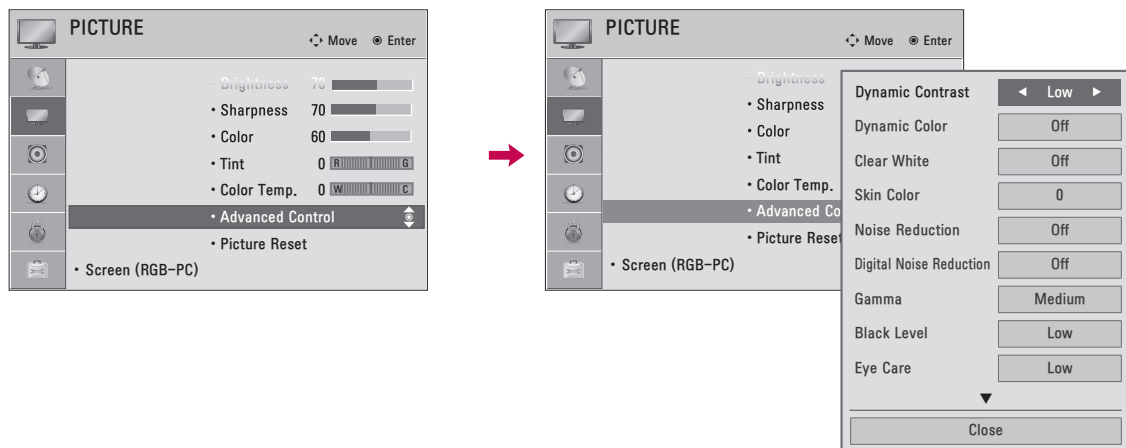 PICTURE
Move Enter
• Brightness 70
• Sharpness 70
• Color 60
• Tint 0 R G
• Color Temp. 0 W C
• Advanced Control
• Picture Reset
• Screen (RGB-PC)
PICTURE
Move Enter
• Brightness
• Sharpness
• Color
• Tint
• Color Temp.
• Advanced Co
• Picture Reset
• Screen (RGB-PC)
Dynamic Contrast ◄ Low ►
Dynamic Color Off
Clear White Off
Skin Color 0
Noise Reduction Off
Digital Noise Reduction Off
Gamma Medium
Black Level Low
Eye Care Low
▼
Close